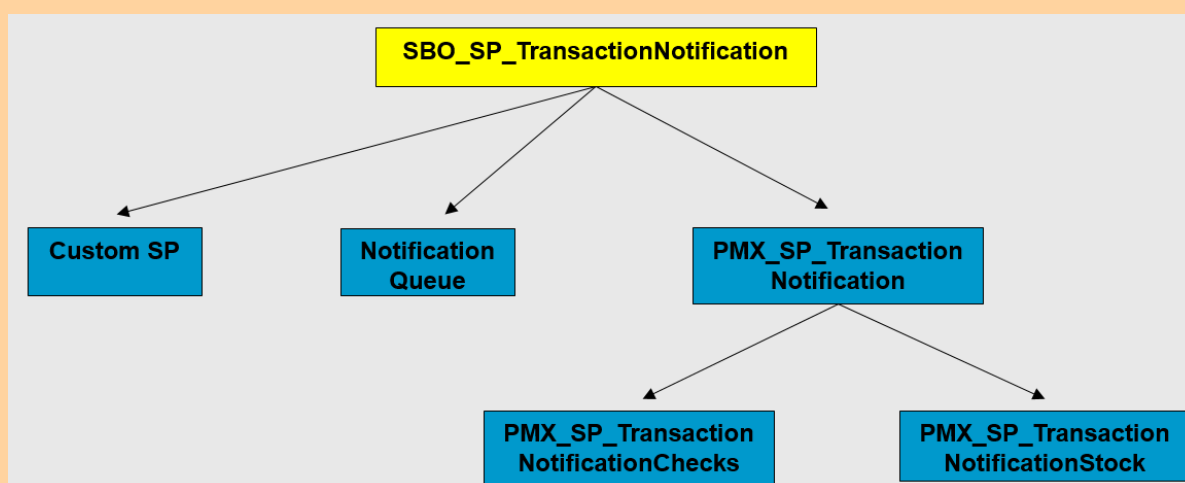 SBO_SP_TransactionNotification
Custom SP
Notification
Queue
PMX_SP_Transaction
Notification
PMX_SP_Transaction
NotificationChecks
PMX_SP_Transaction
NotificationStock